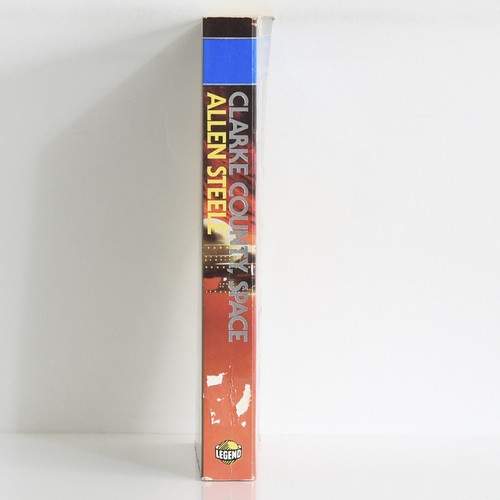 CLARKE COUNTY, SPACE
ALLEN STEELE
LEGEND